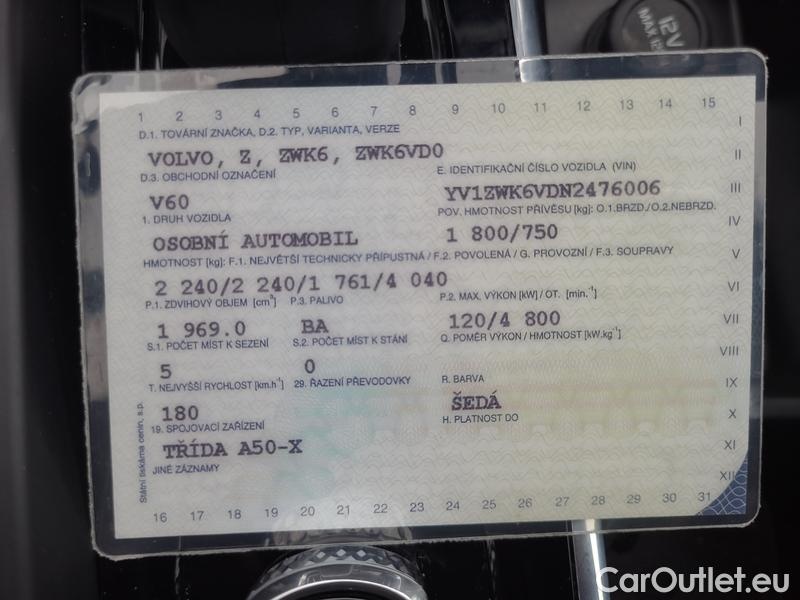 12V
MAX 12
1 2 3 4 5 6 7 8 9 10 11 12 13 14 15
D.1. TOVÁRNÍ ZNAČKA, D.2. TYP, VARIANTA, VERZE
I
VOLVO, Z, ZWK6, ZWK6VD0
II
D.3. OBCHODNÍ OZNAČENÍ E. IDENTIFIKAČNÍ ČÍSLO VOZIDLA (VIN)
V60 YV1ZWK6VDN2476006
III
1. DRUH VOZIDLA POV. HMOTNOST PŘÍVĚSU [kg]: O.1.BRZD./O.2.NEBRZD.
OSOBNÍ AUTOMOBIL 1 800/750
IV
HMOTNOST [kg]: F.1. NEJVĚTŠÍ TECHNICKY PŘÍPUSTNÁ / F.2. POVOLENÁ / G. PROVOZNÍ / F.3. SOUPRAVY
V
2 240/2 240/1 761/4 040
VI
P.1. ZDVIHOVÝ OBJEM [cm³] P.3. PALIVO P.2. MAX. VÝKON [kW] / OT. [min.⁻¹]
1 969.0 BA 120/4 800
VII
S.1. POČET MÍST K SEZENÍ S.2. POČET MÍST K STÁNÍ Q. POMĚR VÝKON / HMOTNOST [kW.kg⁻¹]
VIII
5 0
T. NEJVYŠŠÍ RYCHLOST [km.h⁻¹] 29. ŘAZENÍ PŘEVODOVKY R. BARVA
IX
180 ŠEDÁ
X
19. SPOJOVACÍ ZAŘÍZENÍ H. PLATNOST DO
TŘÍDA A50-X
XI
JINÉ ZÁZNAMY
XII
Státní tiskárna cenin, s.p.
16 17 18 19 20 21 22 23 24 25 26 27 28 29 30 31
CarOutlet.eu